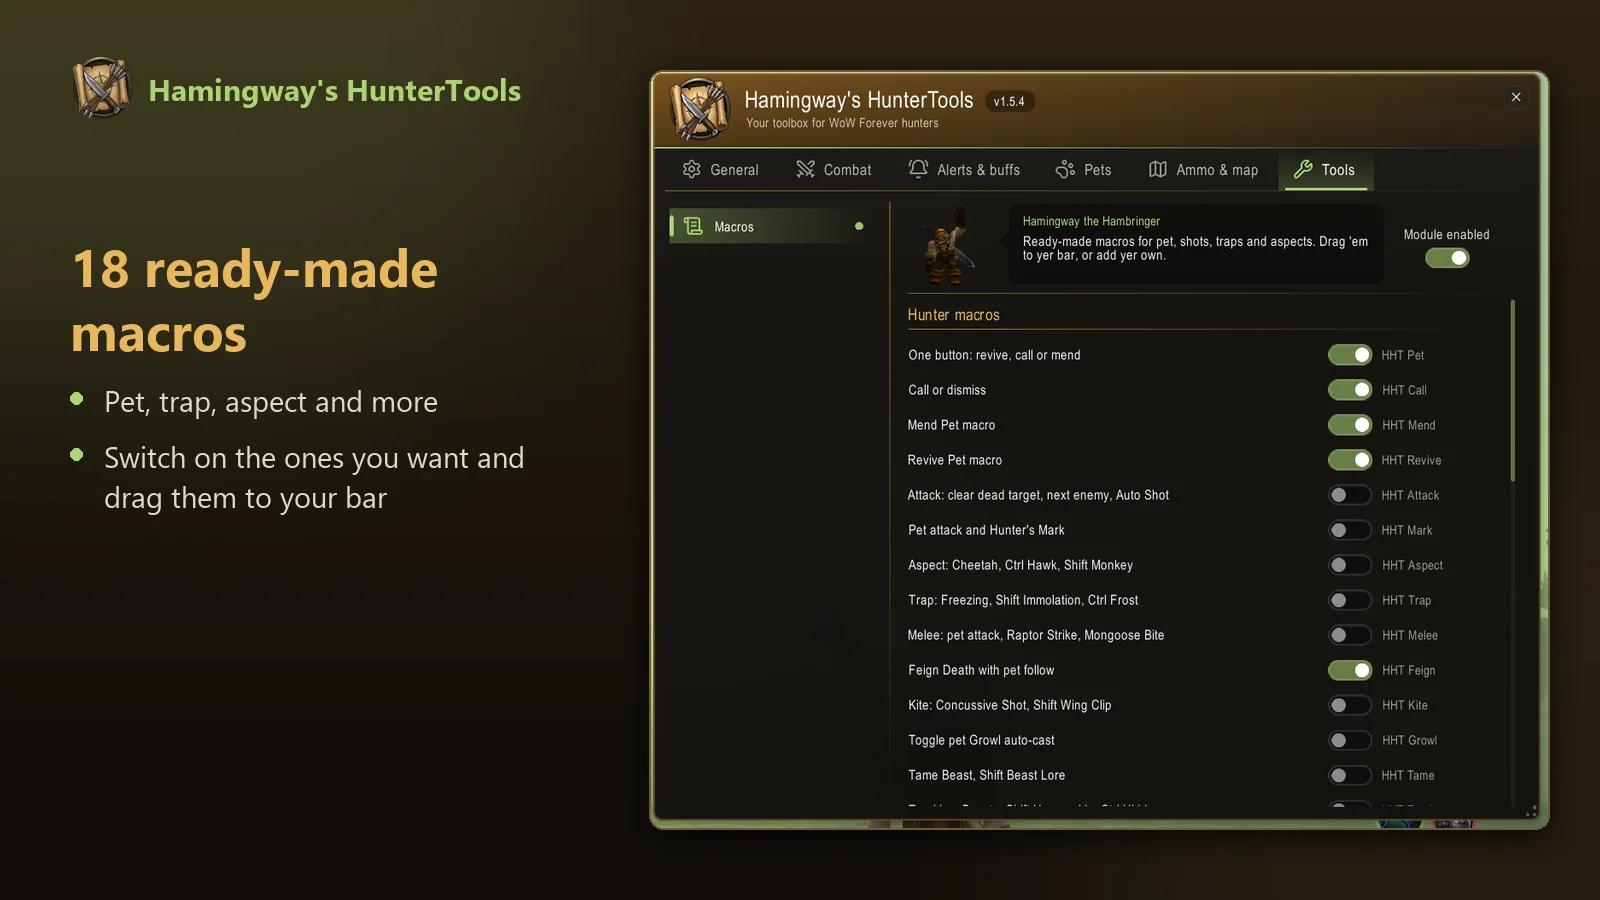 Hamingway's HunterTools
18 ready-made
macros
Pet, trap, aspect and more
Switch on the ones you want and
drag them to your bar
Hamingway's HunterTools v1.5.4
Your toolbox for WoW Forever hunters
General Combat Alerts & buffs Pets Ammo & map Tools
Macros
Hamingway the Hambringer
Ready-made macros for pet, shots, traps and aspects. Drag 'em
to yer bar, or add yer own.
Module enabled
Hunter macros
One button: revive, call or mend HHT Pet
Call or dismiss HHT Call
Mend Pet macro HHT Mend
Revive Pet macro HHT Revive
Attack: clear dead target, next enemy, Auto Shot HHT Attack
Pet attack and Hunter's Mark HHT Mark
Aspect: Cheetah, Ctrl Hawk, Shift Monkey HHT Aspect
Trap: Freezing, Shift Immolation, Ctrl Frost HHT Trap
Melee: pet attack, Raptor Strike, Mongoose Bite HHT Melee
Feign Death with pet follow HHT Feign
Kite: Concussive Shot, Shift Wing Clip HHT Kite
Toggle pet Growl auto-cast HHT Growl
Tame Beast, Shift Beast Lore HHT Tame